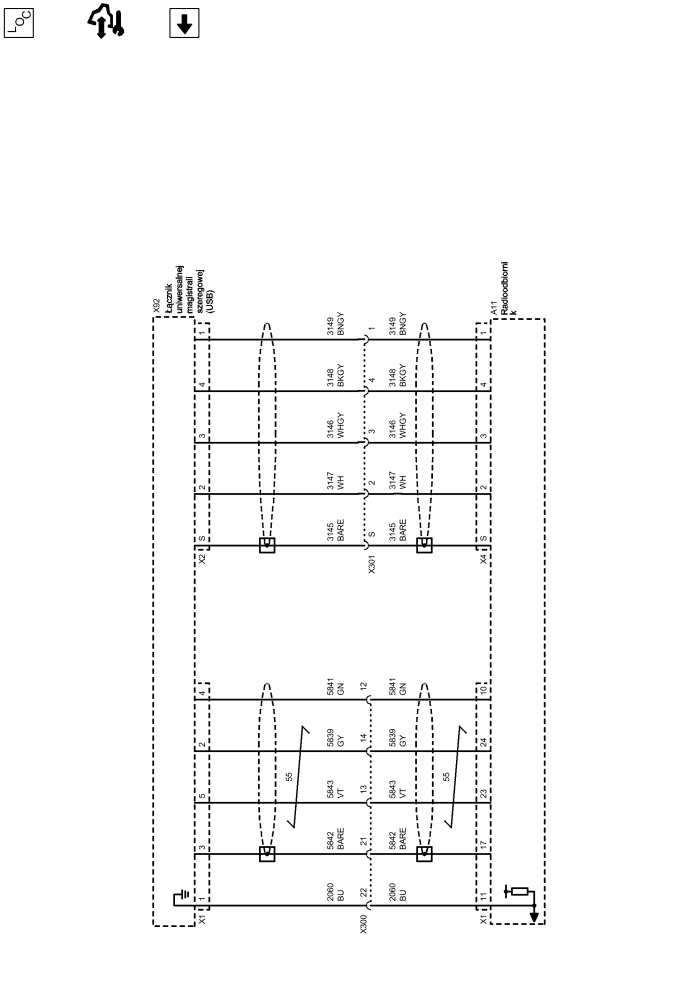 LOC
X92
Łącznik
uniwersalnej
magistrali
szeregowej
(USB)
A11
Radioodbiorni
k
1
3149
BNGY
1
3149
BNGY
1
4
3148
BKGY
4
3148
BKGY
4
3
3146
WHGY
3
3146
WHGY
3
2
3147
WH
2
3147
WH
2
S
3145
BARE
S
3145
BARE
S
X2
X301
X4
4
5841
GN
12
5841
GN
10
2
5839
GY
14
5839
GY
24
55
55
5
5843
VT
13
5843
VT
23
3
5842
BARE
21
5842
BARE
17
1
2060
BU
22
2060
BU
11
X1
X300
X1